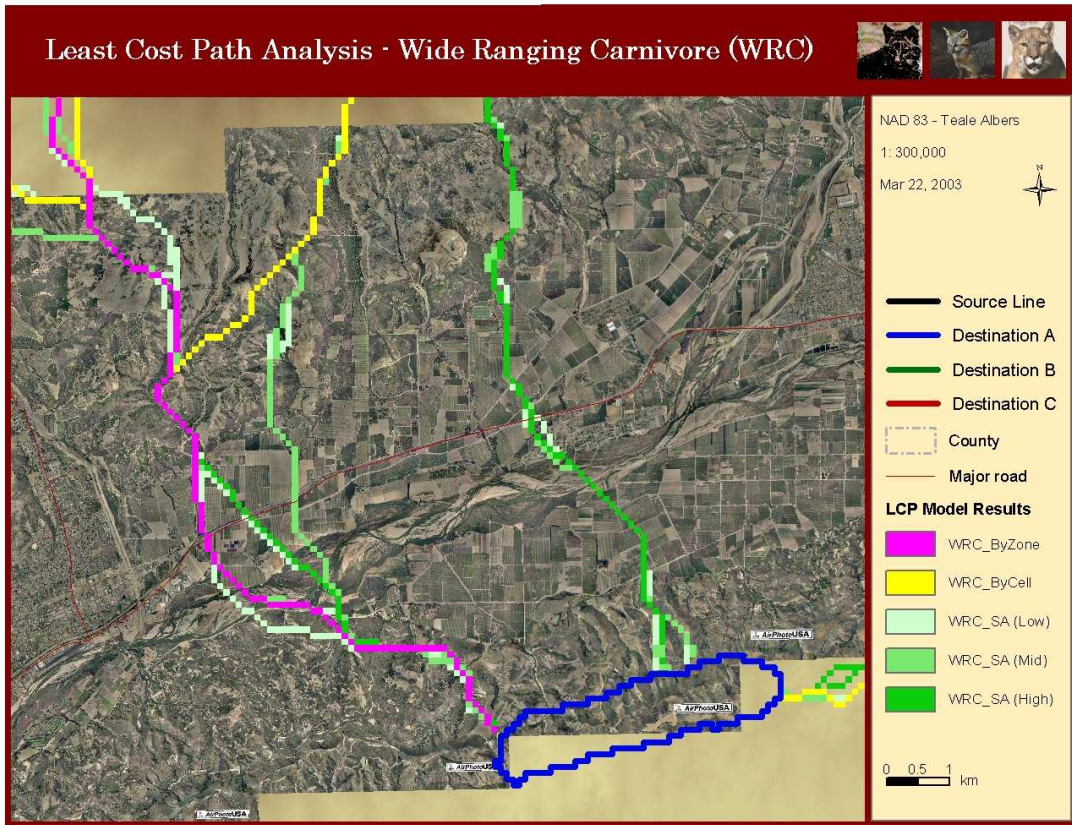 Least Cost Path Analysis - Wide Ranging Carnivore (WRC)
NAD 83 - Teale Albers
1: 300,000
Mar 22, 2003
N
Source Line
Destination A
Destination B
Destination C
County
Major road
LCP Model Results
WRC_ByZone
WRC_ByCell
WRC_SA (Low)
WRC_SA (Mid)
WRC_SA (High)
0 0.5 1
km
AirPhotoUSA
AirPhotoUSA
AirPhotoUS
AirPhotoUSA